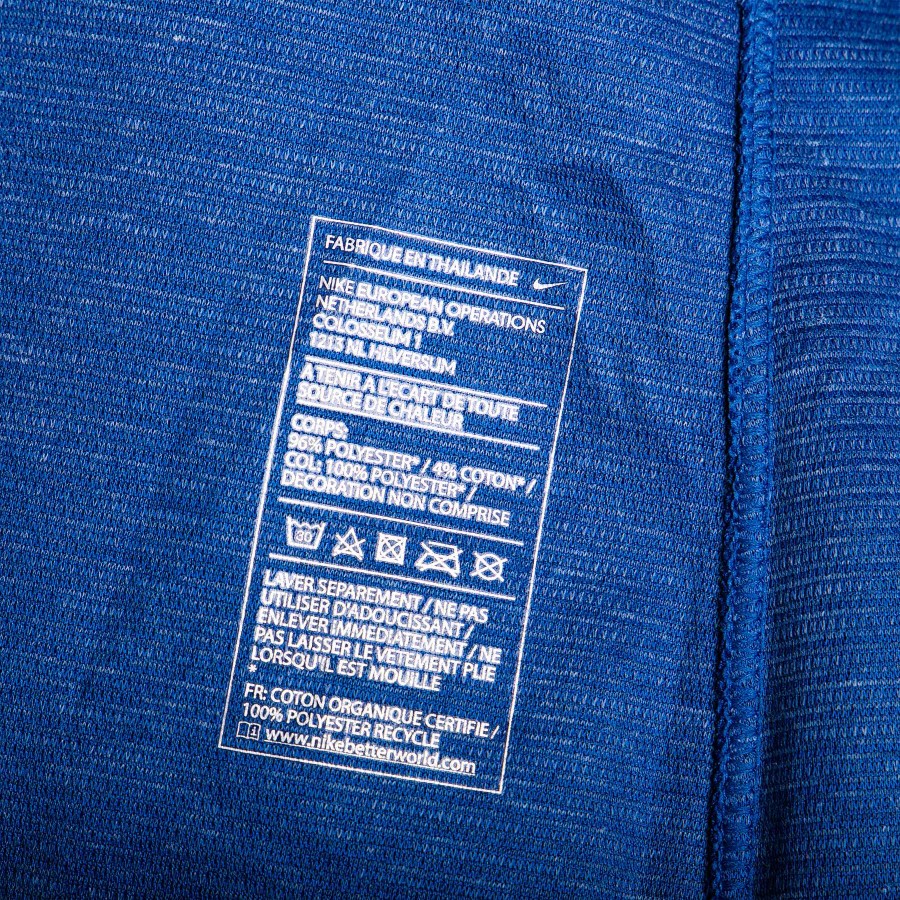 FABRIQUE EN THAILANDE
NIKE EUROPEAN OPERATIONS
NETHERLANDS B.V.
COLOSSEUM 1
1213 NL HILVERSUM
A TENIR A L'ECART DE TOUTE
SOURCE DE CHALEUR
CORPS:
96% POLYESTER* / 4% COTON* /
COL: 100% POLYESTER* /
DECORATION NON COMPRISE
30
LAVER SEPAREMENT / NE PAS
UTILISER D'ADOUCISSANT /
ENLEVER IMMEDIATEMENT / NE
PAS LAISSER LE VETEMENT PLIE
LORSQU'IL EST MOUILLE
*
FR: COTON ORGANIQUE CERTIFIE /
100% POLYESTER RECYCLE
1 www.nikebetterworld.com